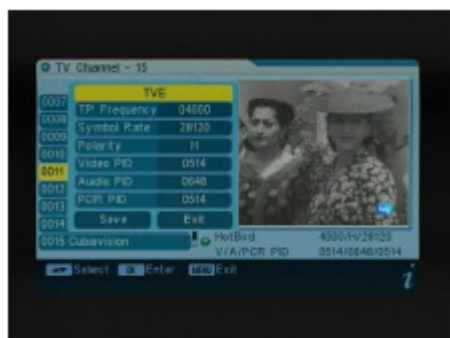 TV Channel - 15
TVE
0007
TP Frequency 04000
0008
Symbol Rate 28120
0009
Polarity H
0010
Video PID 0514
0011
Audio PID 0648
0012
PCR PID 0514
0013
Save Exit
0014
0015 Cubavision
HotBird 4000/H/28120
V/A/PCR PID 0514/0648/0514
Select OK Enter MENU Exit
i